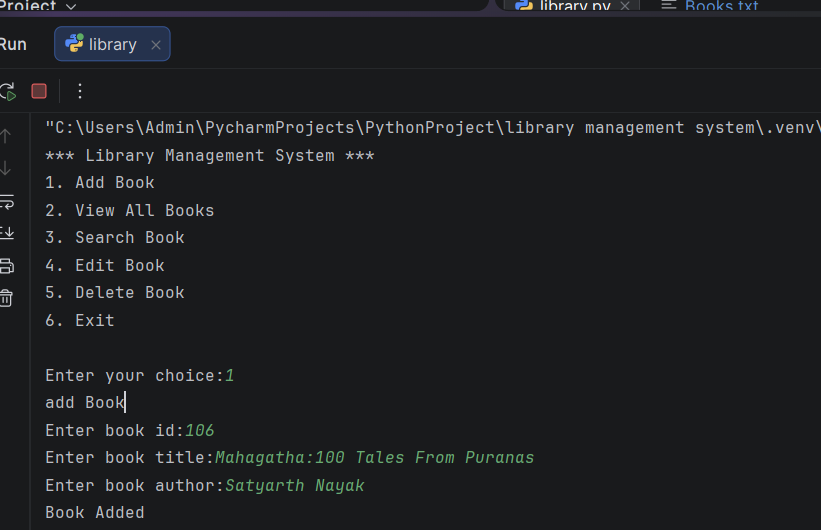 Project
library.py
Books.txt
Run
library
"C:\Users\Admin\PycharmProjects\PythonProject\library management system\.venv\
*** Library Management System ***
1. Add Book
2. View All Books
3. Search Book
4. Edit Book
5. Delete Book
6. Exit
Enter your choice:1
add Book
Enter book id:106
Enter book title:Mahagatha:100 Tales From Puranas
Enter book author:Satyarth Nayak
Book Added